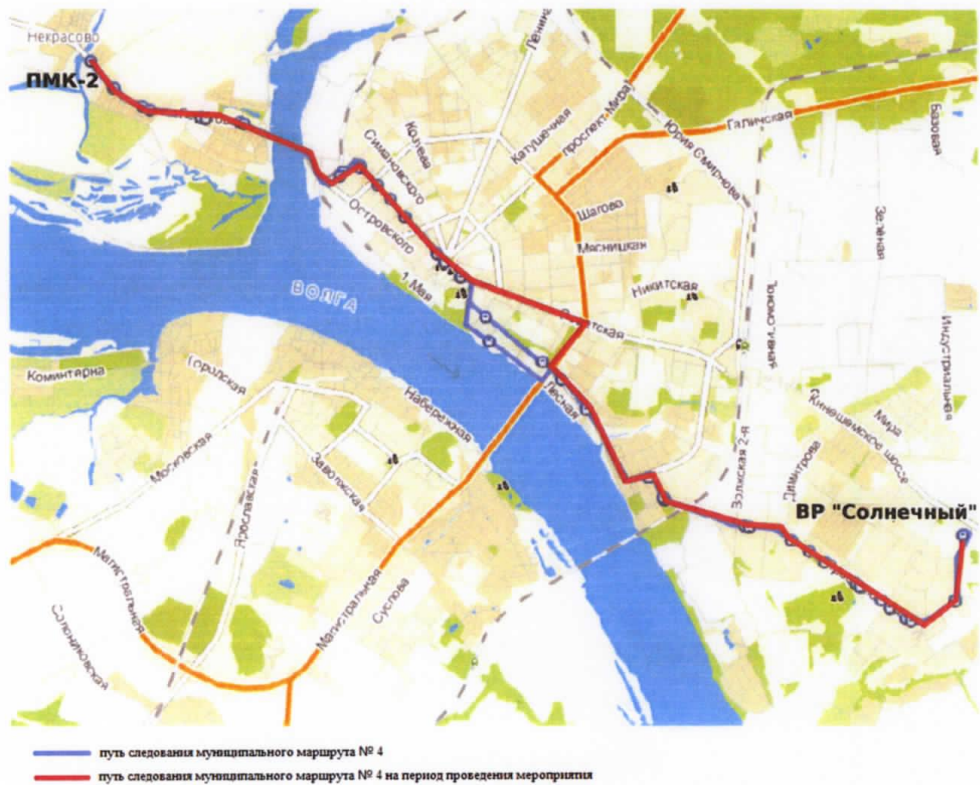 Некрасово
ПМК-2
Ленина
Катушечная
проспект Мира
Галичская
Юрия Смирнова
Базовая
Симановского
Островского
Шагова
Мясницкая
Зелёная
1 Мая
ВОЛГА
Никитская
Индустриальная
Городская
Коминтерна
Лесная
Набережная
Московская
Заволжская
Ярославская
Волжская 2-я
Димитрова
Кинешемское шоссе
Мира
ВР "Солнечный"
Магистральная
Магистральная
Суслова
путь следования муниципального маршрута № 4
путь следования муниципального маршрута № 4 на период проведения мероприятия